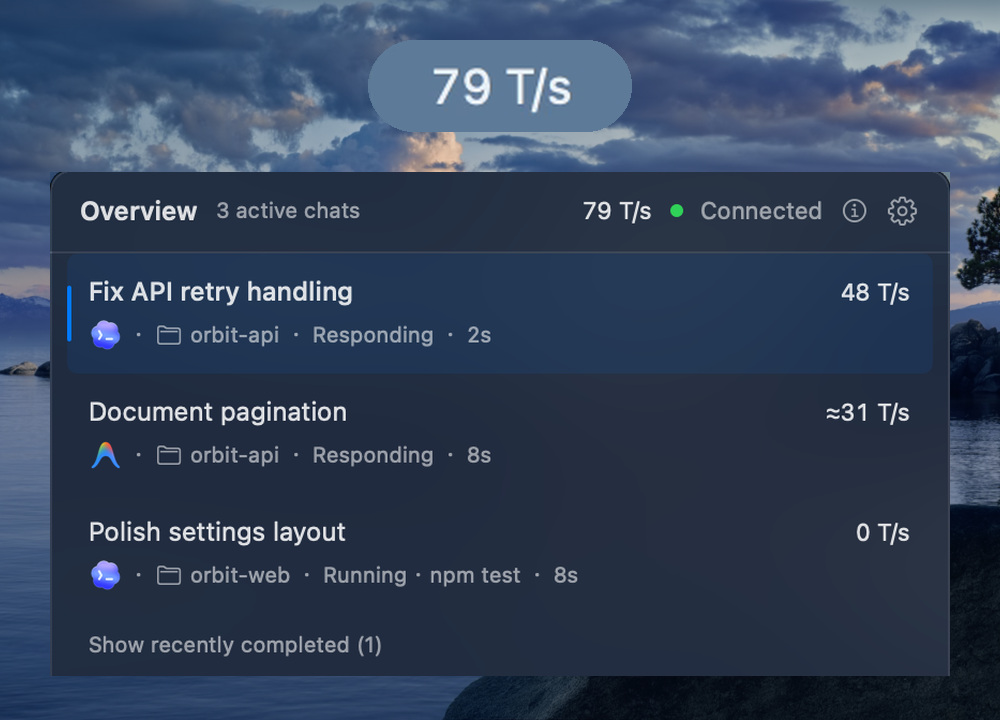 79 T/s
Overview 3 active chats 79 T/s Connected
Fix API retry handling 48 T/s
· orbit-api · Responding · 2s
Document pagination ≈31 T/s
· orbit-api · Responding · 8s
Polish settings layout 0 T/s
· orbit-web · Running · npm test · 8s
Show recently completed (1)